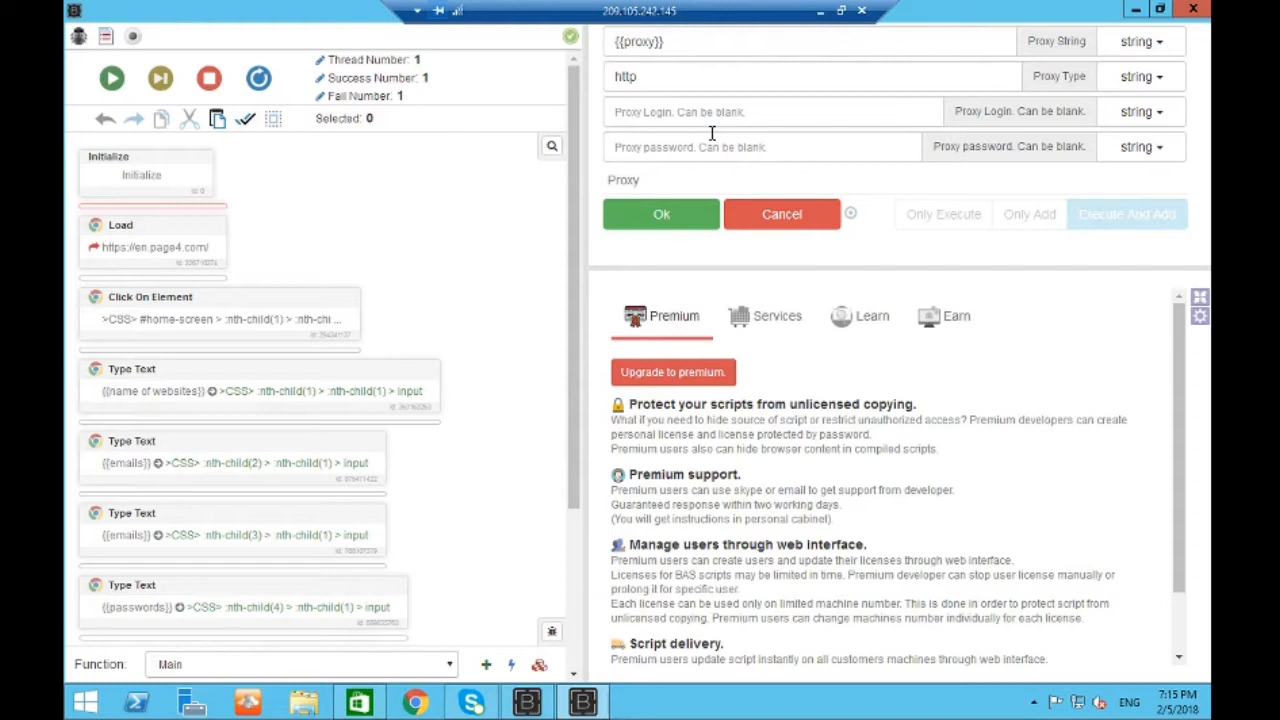 209.105.242.145
Thread Number: 1
Success Number: 1
Fail Number: 1
Selected: 0
Initialize
Initialize
id: 0
Load
https://en.page4.com/
Click On Element
>CSS> #home-screen > :nth-child(1) > :nth-chi ...
Type Text
{{name of websites}} >CSS> :nth-child(1) > :nth-child(1) > input
Type Text
{{emails}} >CSS> :nth-child(2) > :nth-child(1) > input
Type Text
{{emails}} >CSS> :nth-child(3) > :nth-child(1) > input
Type Text
{{passwords}} >CSS> :nth-child(4) > :nth-child(1) > input
Function: Main
{{proxy}} Proxy String string
http Proxy Type string
Proxy Login. Can be blank. Proxy Login. Can be blank. string
Proxy password. Can be blank. Proxy password. Can be blank. string
Proxy
Ok Cancel Only Execute Only Add Execute And Add
Premium Services Learn Earn
Upgrade to premium.
Protect your scripts from unlicensed copying.
What if you need to hide source of script or restrict unauthorized access? Premium developers can create
personal license and license protected by password.
Premium users also can hide browser content in compiled scripts.
Premium support.
Premium users can use skype or email to get support from developer.
Guaranteed response within two working days.
(You will get instructions in personal cabinet).
Manage users through web interface.
Premium users can create users and update their licenses through web interface.
Licenses for BAS scripts may be limited in time. Premium developer can stop user license manually or
prolong it for specific user.
Each license can be used only on limited machine number. This is done in order to protect script from
unlicensed copying. Premium users can change machines number individually for each license.
Script delivery.
Premium users update script instantly on all customers machines through web interface.
ENG
7:15 PM
2/5/2018